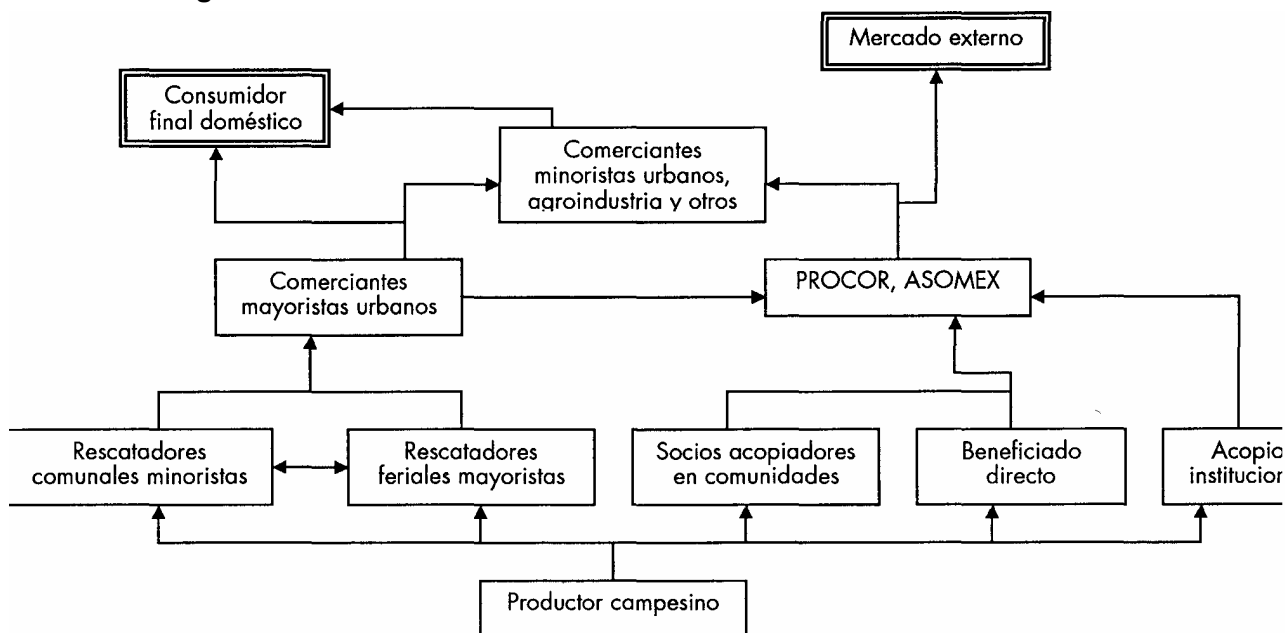 Mercado externo
Consumidor
final doméstico
Comerciantes
minoristas urbanos,
agroindustria y otros
Comerciantes
mayoristas urbanos
PROCOR, ASOMEX
Rescatadores
comunales minoristas
Rescatadores
feriales mayoristas
Socios acopiadores
en comunidades
Beneficiado
directo
Acopio
institucion
Productor campesino